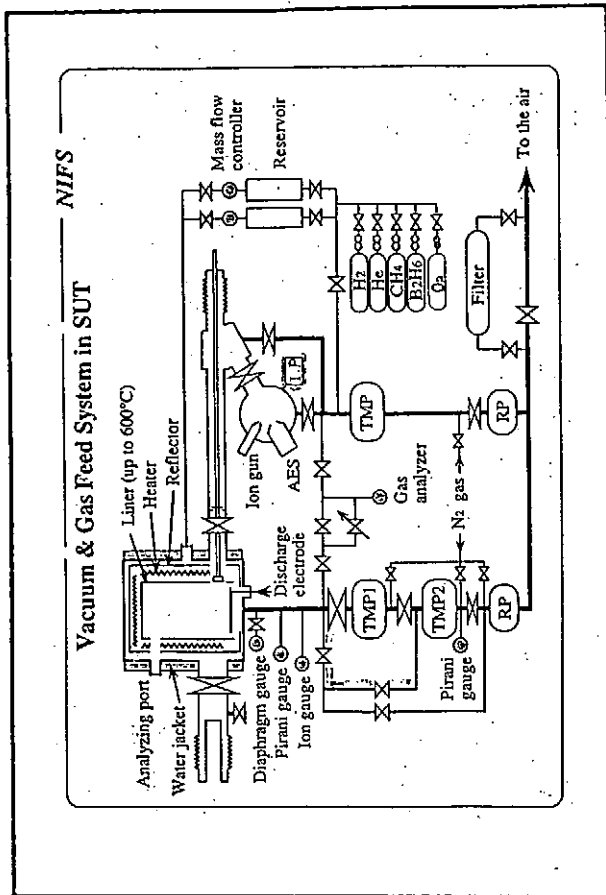 NIFS
Vacuum & Gas Feed System in SUT
Liner (up to 600°C)
Heater
Reflector
Analyzing port
Water jacket
Mass flow
controller
Reservoir
Ion gun
AES
I.P
Discharge
electrode
Diaphragm gauge
Pirani gauge
Ion gauge
H2
He
CH4
B2H6
O2
TMP
TMP1
TMP2
Gas
analyzer
N2 gas
Pirani
gauge
RP
RP
Filter
To the air